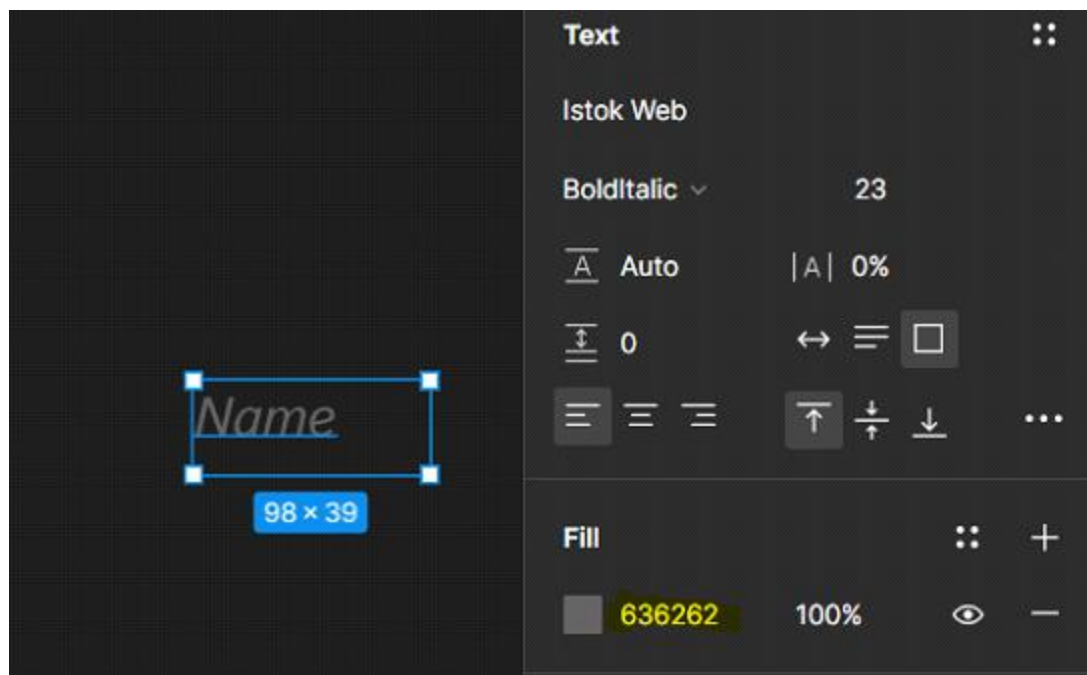 Text
Istok Web
BoldItalic 23
A Auto |A| 0%
0
Name
98 × 39
Fill
636262 100%